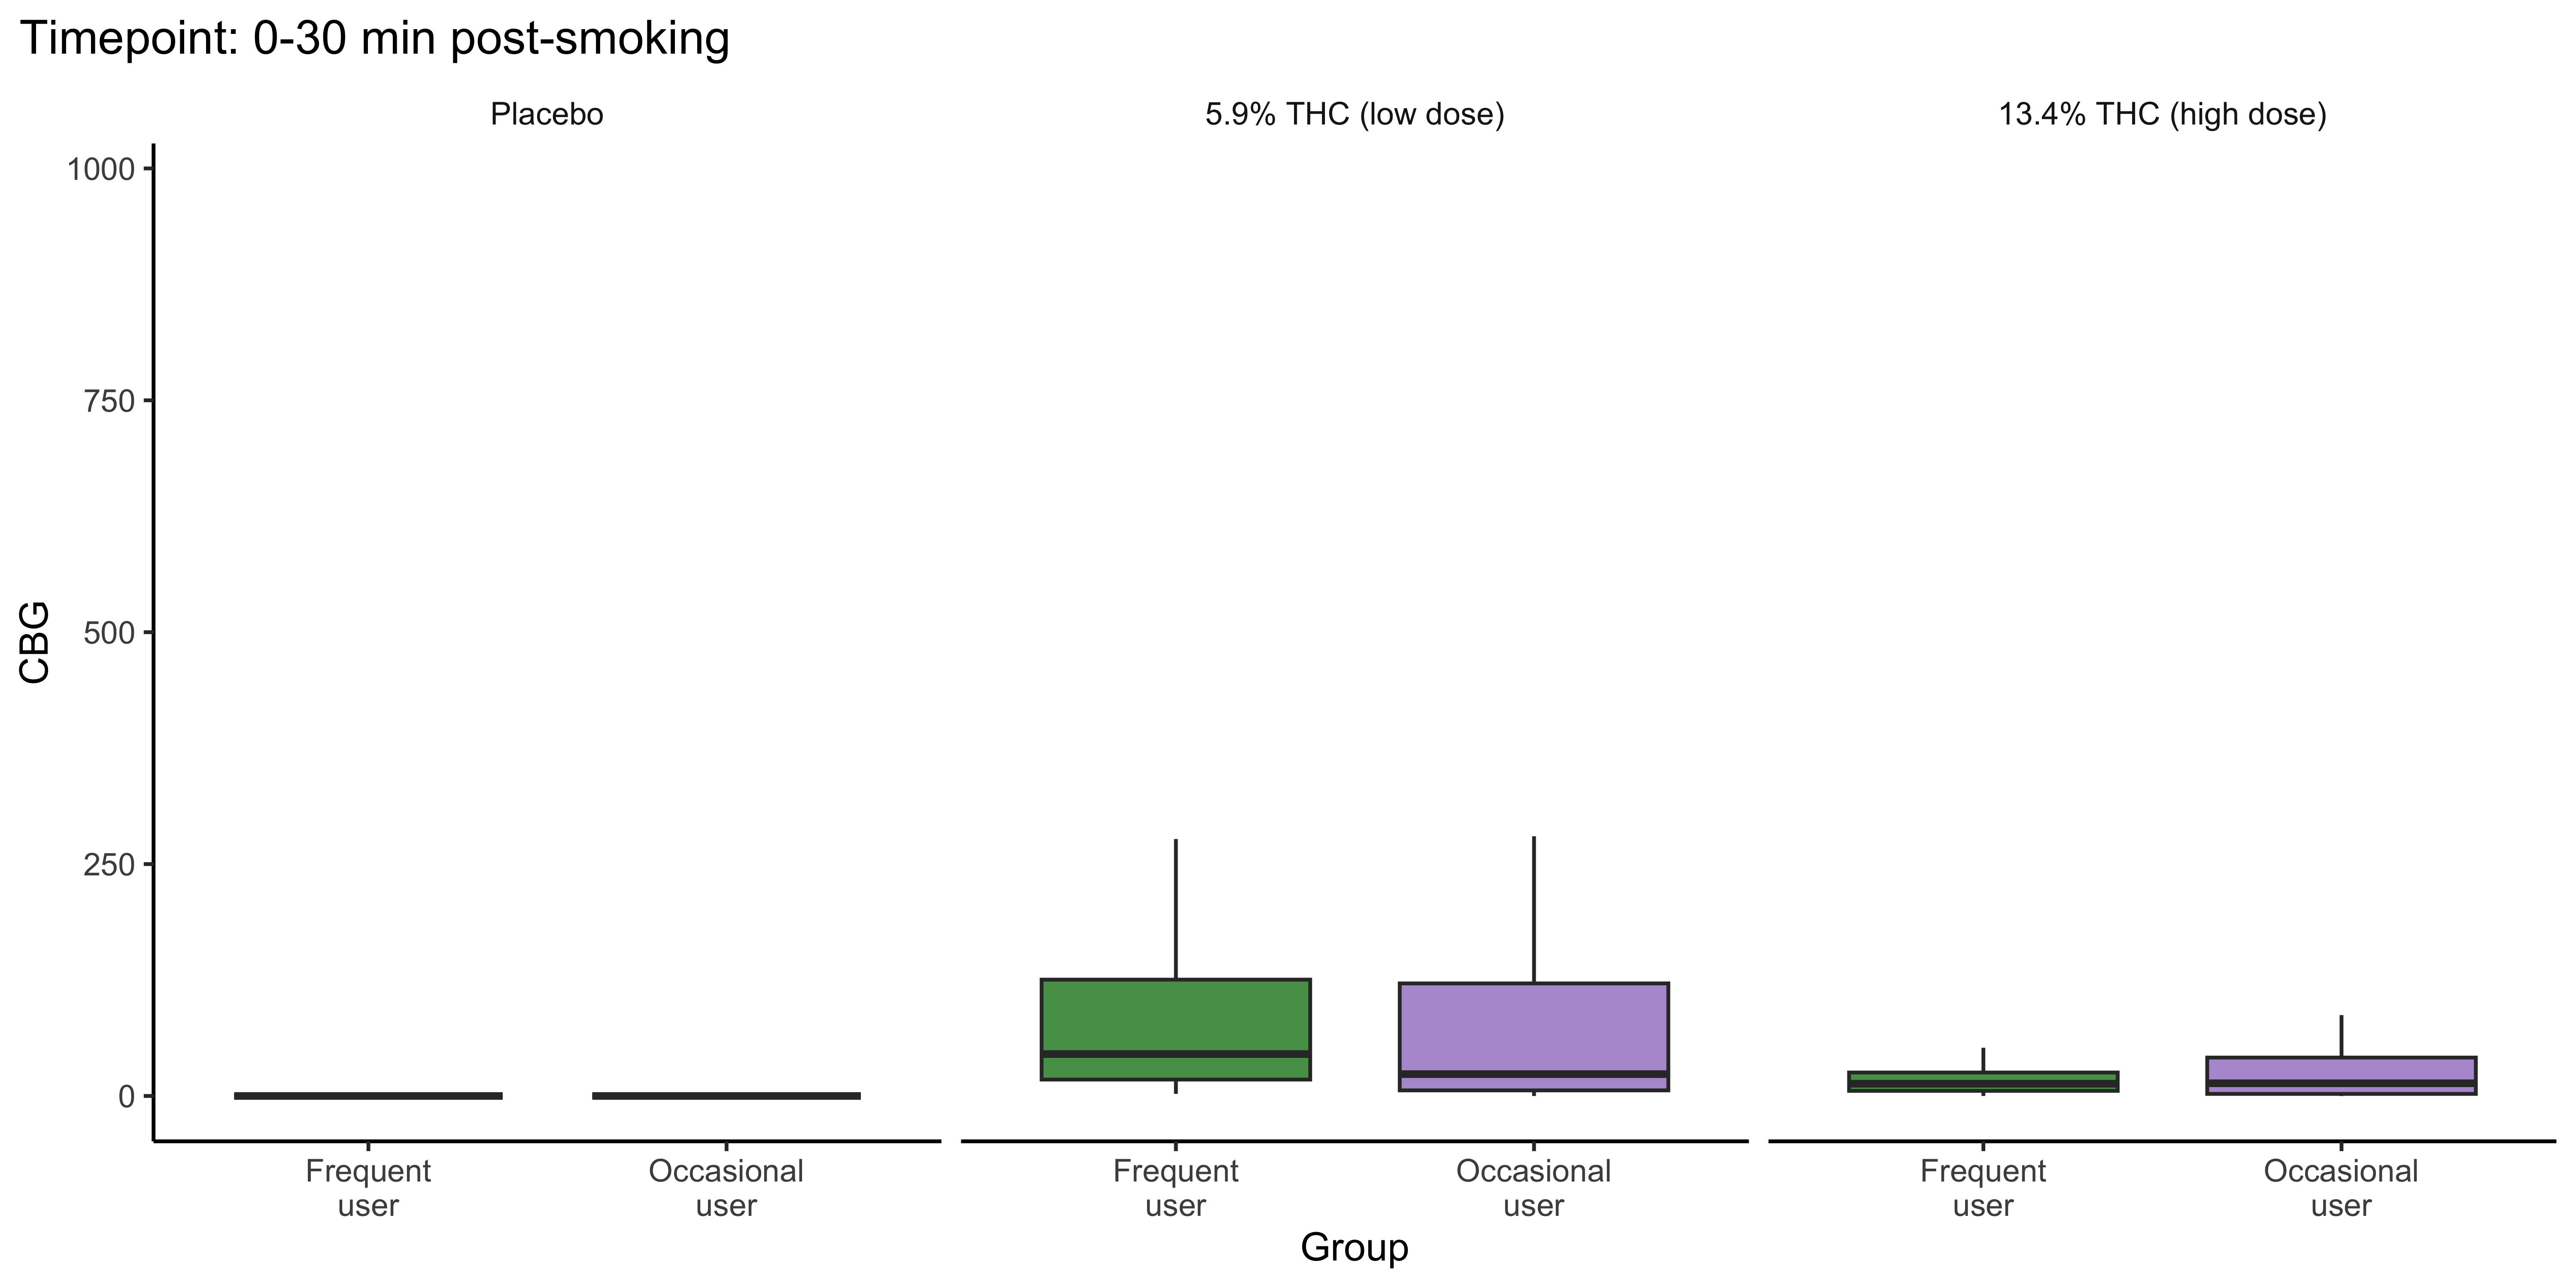 Timepoint: 0-30 min post-smoking
Placebo
5.9% THC (low dose)
13.4% THC (high dose)
1000
750
500
250
0
CBG
Frequent
user
Occasional
user
Frequent
user
Occasional
user
Frequent
user
Occasional
user
Group